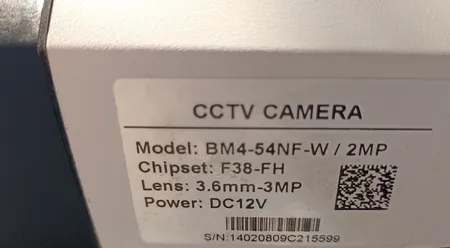 CCTV CAMERA
Model: BM4-54NF-W / 2MP
Chipset: F38-FH
Lens: 3.6mm-3MP
Power: DC12V
S/N:14020809C215599